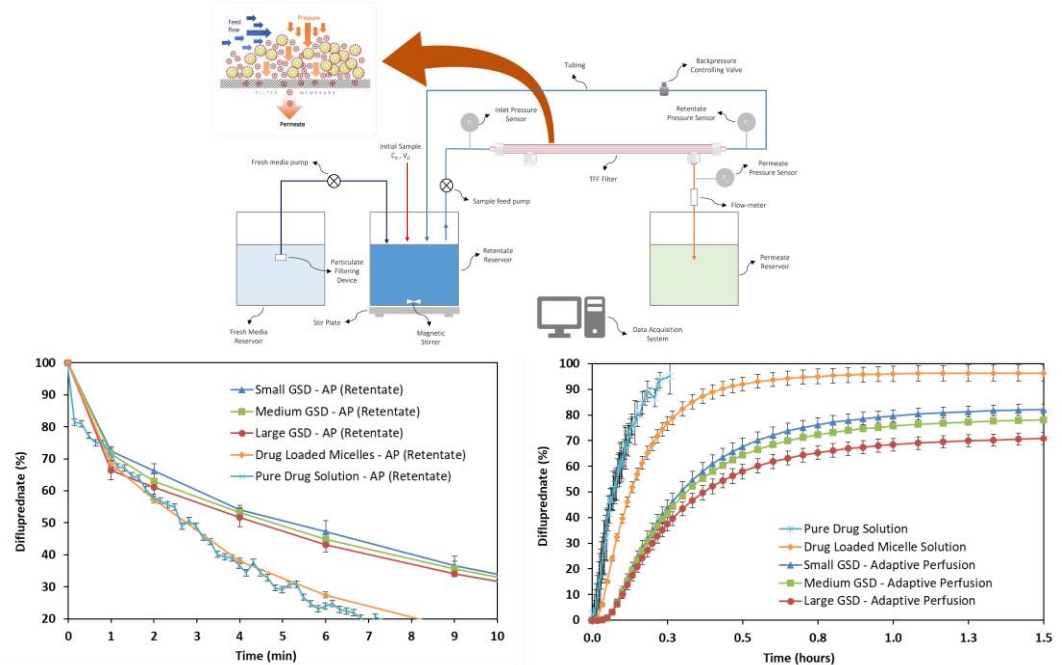 Feed
flow
Pressure
FILTER MEMBRANE
Permeate
Tubing
Backpressure
Controlling Valve
Inlet Pressure
Sensor
Retentate
Pressure Sensor
Initial Sample
Fresh media pump
Sample feed pump
TFF Filter
Permeate
Pressure Sensor
Flow-meter
Particulate
Filtering
Device
Retentate
Reservoir
Permeate
Reservoir
Fresh Media
Reservoir
Stir Plate
Magnetic
Stirrer
Data Acquisition
System
Difluprednate (%)
100
90
80
70
60
50
40
30
20
Small GSD - AP (Retentate)
Medium GSD - AP (Retentate)
Large GSD - AP (Retentate)
Drug Loaded Micelles - AP (Retentate)
Pure Drug Solution - AP (Retentate)
0 1 2 3 4 5 6 7 8 9 10
Time (min)
Difluprednate (%)
100
90
80
70
60
50
40
30
20
10
0
Pure Drug Solution
Drug Loaded Micelle Solution
Small GSD - Adaptive Perfusion
Medium GSD - Adaptive Perfusion
Large GSD - Adaptive Perfusion
0.0 0.3 0.5 0.8 1.0 1.3 1.5
Time (hours)